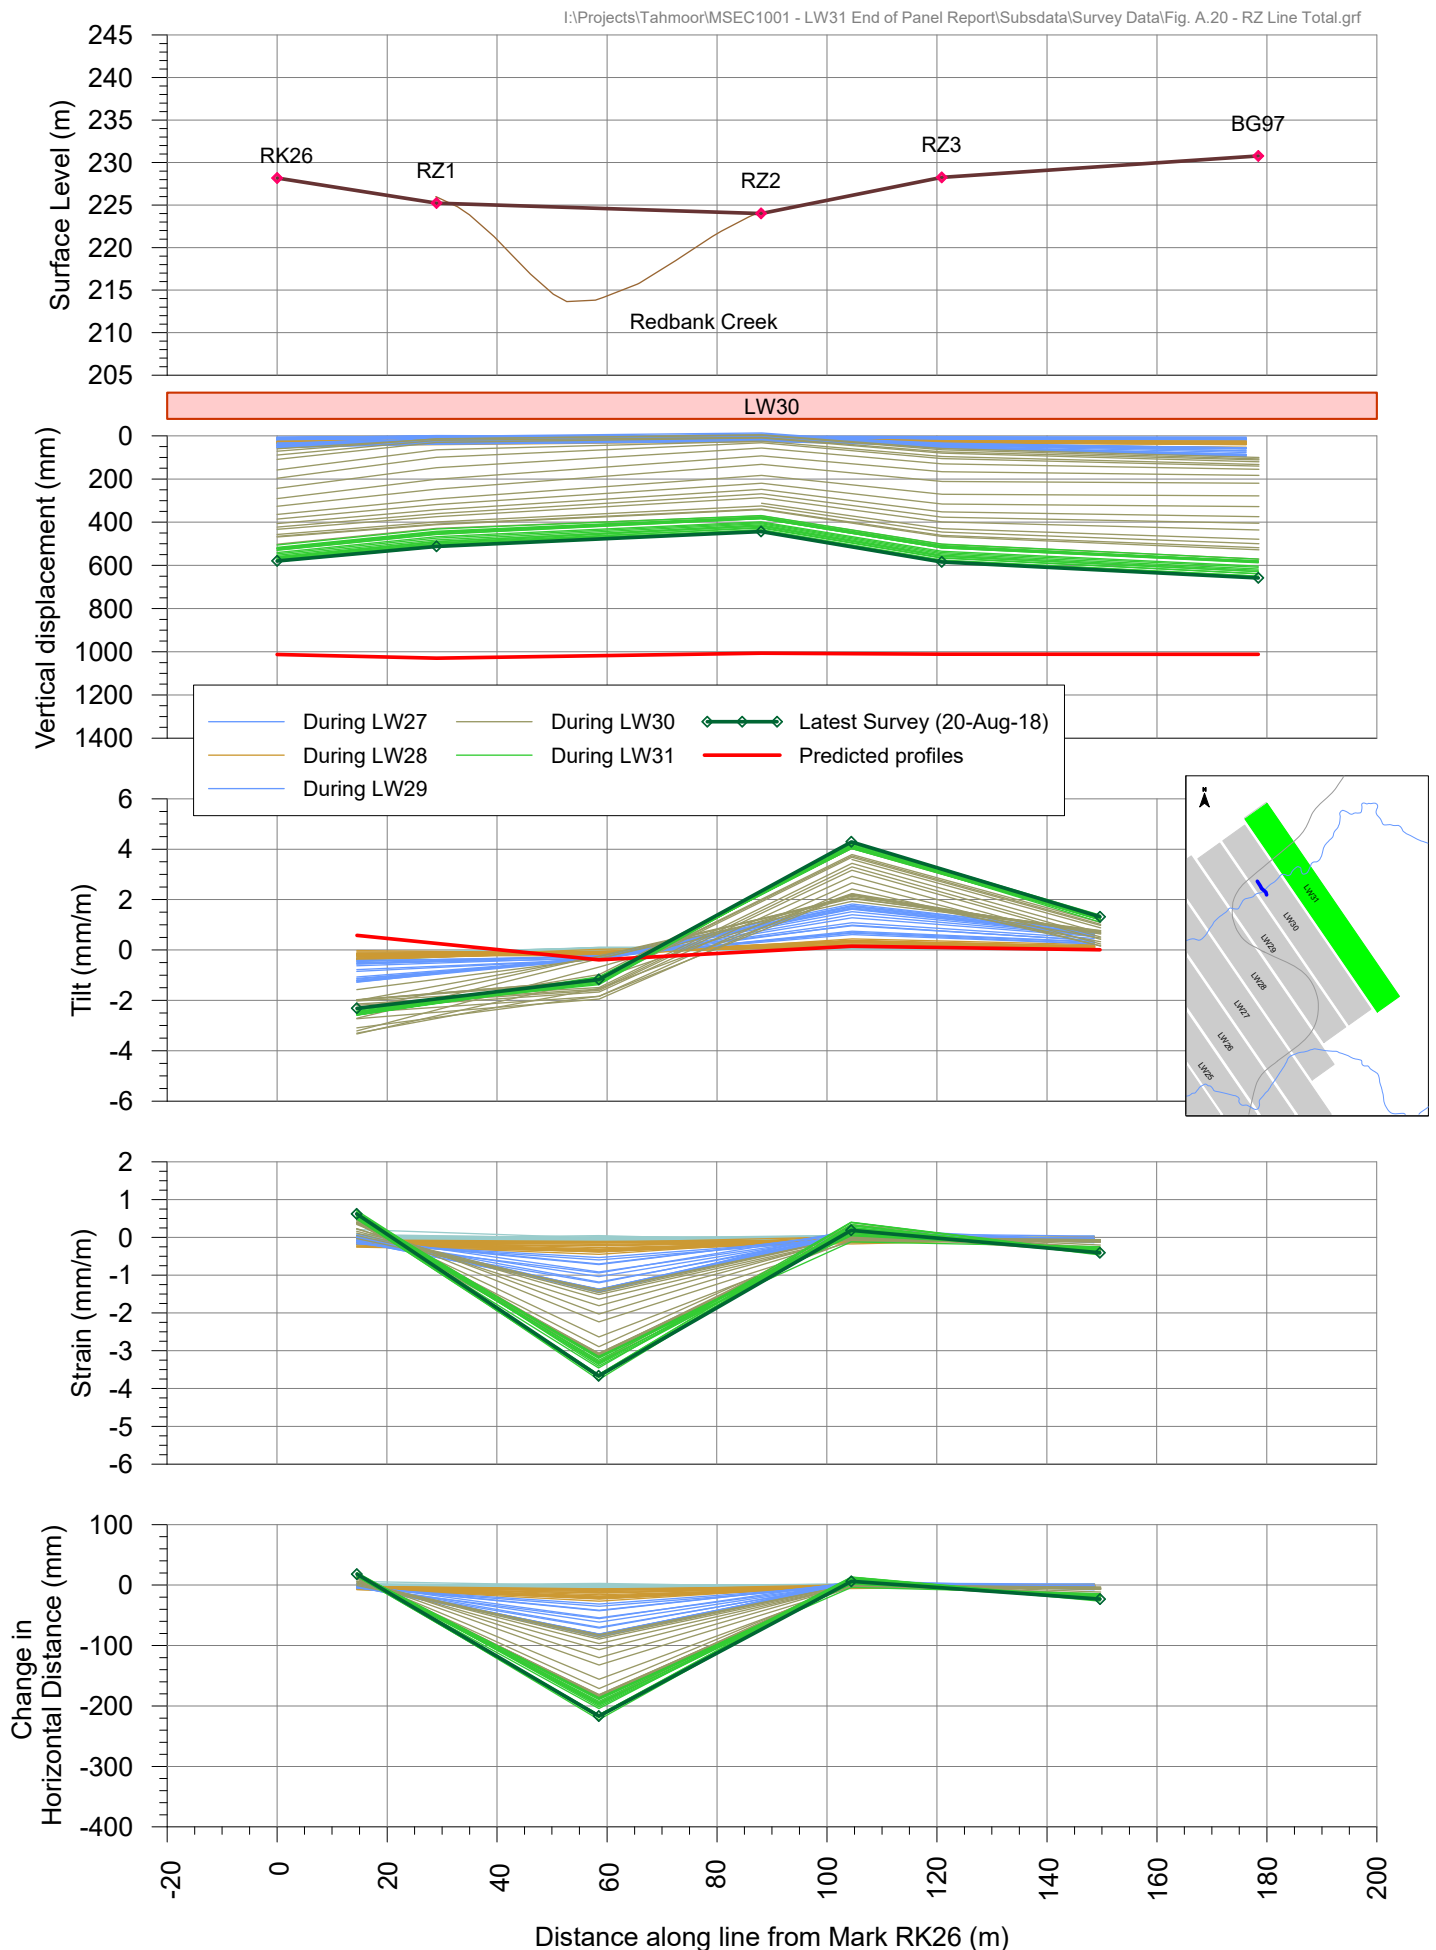 I:\Projects\Tahmoor\MSEC1001 - LW31 End of Panel Report\Subsdata\Survey Data\Fig. A.20 - RZ Line Total.grf
Surface Level (m)
245
240
235
230
225
220
215
210
205
RK26
RZ1
RZ2
RZ3
BG97
Redbank Creek
LW30
Vertical displacement (mm)
0
200
400
600
800
1000
1200
1400
During LW27
During LW30
Latest Survey (20-Aug-18)
During LW28
During LW31
Predicted profiles
During LW29
Tilt (mm/m)
6
4
2
0
-2
-4
-6
N
LW31
LW30
LW29
LW28
LW27
LW26
LW25
Strain (mm/m)
2
1
0
-1
-2
-3
-4
-5
-6
Change in
Horizontal Distance (mm)
100
0
-100
-200
-300
-400
-20 0 20 40 60 80 100 120 140 160 180 200
Distance along line from Mark RK26 (m)